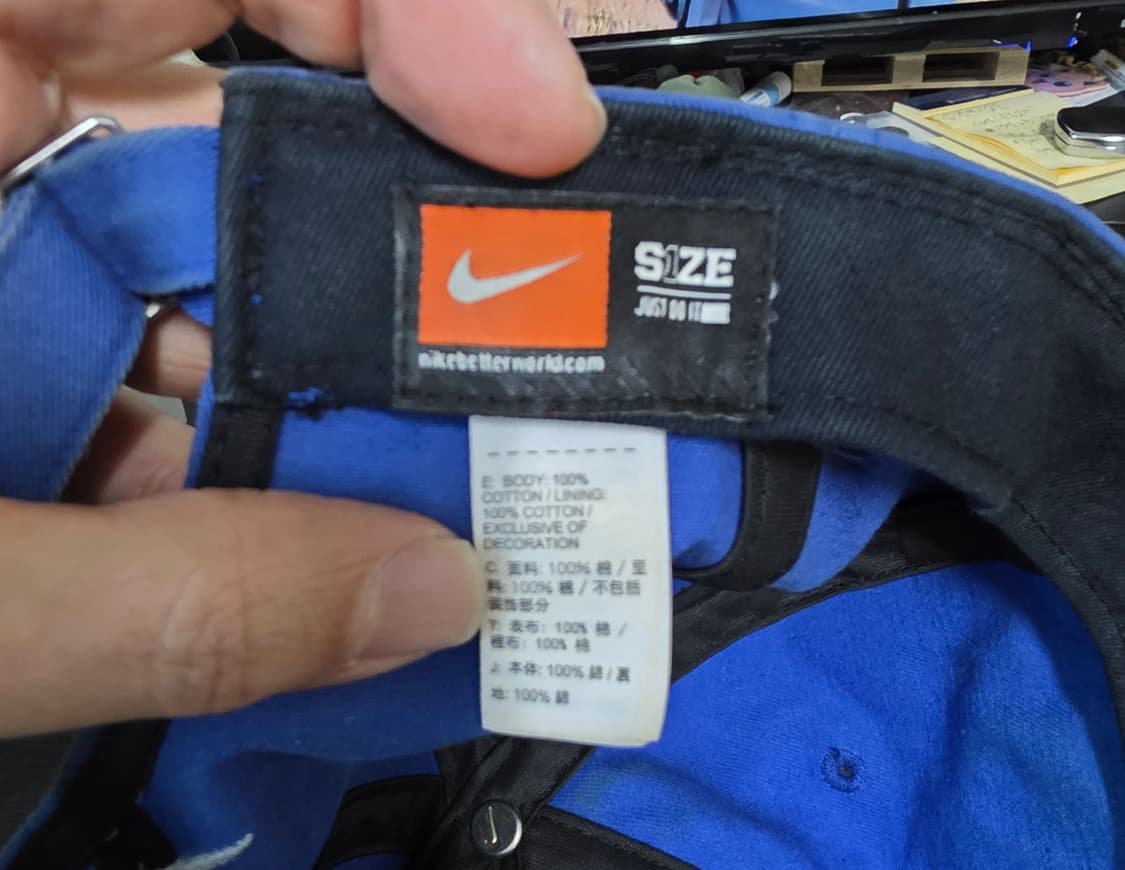 S1ZE
JUST DO IT
nikebetterworld.com
E: BODY: 100%
COTTON / LINING:
100% COTTON /
EXCLUSIVE OF
DECORATION
C: 面料: 100% 棉 / 里
料: 100% 棉 / 不包括
装饰部分
T: 表布: 100% 棉 /
裡布: 100% 棉
J: 本体: 100% 綿 / 裏
地: 100% 綿